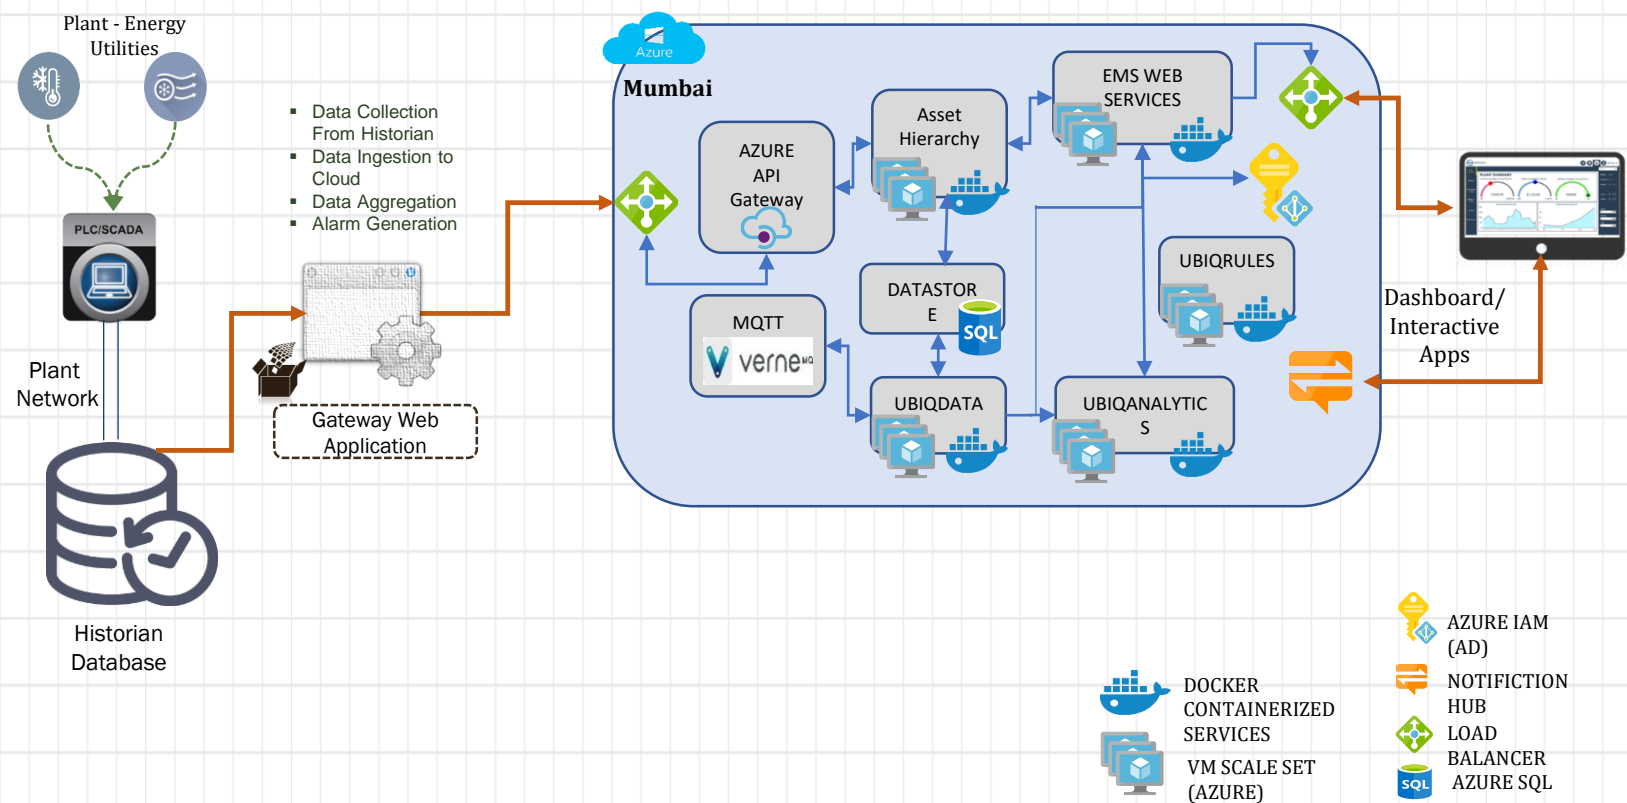 Plant - Energy
Utilities
PLC/SCADA
Plant
Network
Historian
Database
▪ Data Collection
From Historian
▪ Data Ingestion to
Cloud
▪ Data Aggregation
▪ Alarm Generation
Gateway Web
Application
Azure
Mumbai
AZURE
API
Gateway
Asset
Hierarchy
EMS WEB
SERVICES
DATASTOR
E
SQL
MQTT
verneMQ
UBIQDATA
UBIQANALYTIC
S
UBIQRULES
Dashboard/
Interactive
Apps
DOCKER
CONTAINERIZED
SERVICES
VM SCALE SET
(AZURE)
AZURE IAM
(AD)
NOTIFICTION
HUB
LOAD
BALANCER
SQL
AZURE SQL